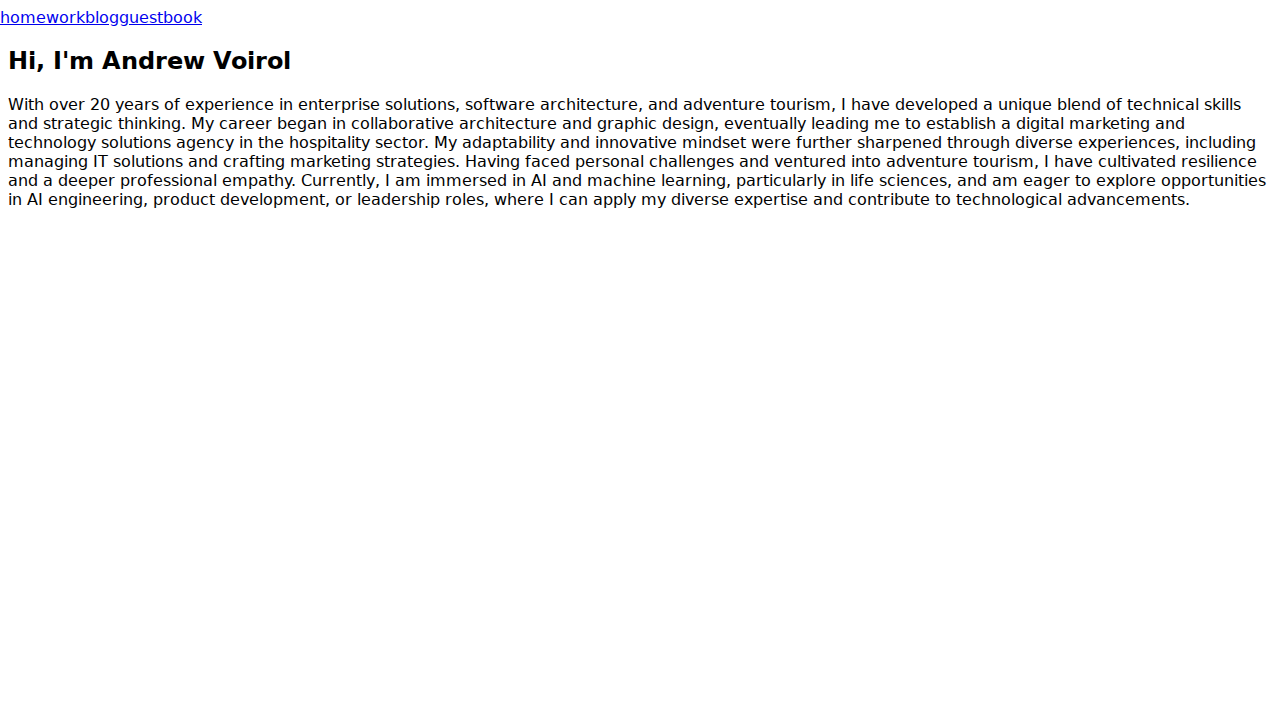 homeworkblogguestbook
Hi, I'm Andrew Voirol
With over 20 years of experience in enterprise solutions, software architecture, and adventure tourism, I have developed a unique blend of technical skills
and strategic thinking. My career began in collaborative architecture and graphic design, eventually leading me to establish a digital marketing and
technology solutions agency in the hospitality sector. My adaptability and innovative mindset were further sharpened through diverse experiences, including
managing IT solutions and crafting marketing strategies. Having faced personal challenges and ventured into adventure tourism, I have cultivated resilience
and a deeper professional empathy. Currently, I am immersed in AI and machine learning, particularly in life sciences, and am eager to explore opportunities
in AI engineering, product development, or leadership roles, where I can apply my diverse expertise and contribute to technological advancements.